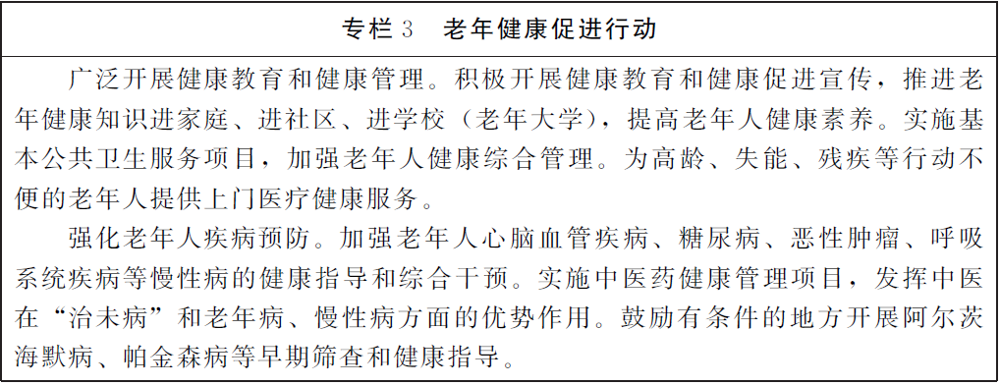 专栏 3 老年健康促进行动
广泛开展健康教育和健康管理。积极开展健康教育和健康促进宣传，推进老
年健康知识进家庭、进社区、进学校（老年大学），提高老年人健康素养。实施基
本公共卫生服务项目，加强老年人健康综合管理。为高龄、失能、残疾等行动不
便的老年人提供上门医疗健康服务。
强化老年人疾病预防。加强老年人心脑血管疾病、糖尿病、恶性肿瘤、呼吸
系统疾病等慢性病的健康指导和综合干预。实施中医药健康管理项目，发挥中医
在“治未病”和老年病、慢性病方面的优势作用。鼓励有条件的地方开展阿尔茨
海默病、帕金森病等早期筛查和健康指导。